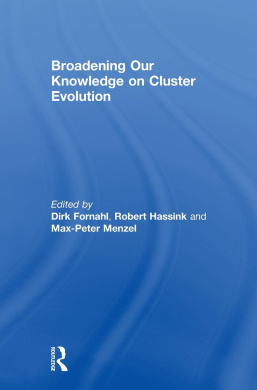 Broadening Our
Knowledge on Cluster
Evolution
Edited by
Dirk Fornahl, Robert Hassink and
Max-Peter Menzel
ROUTLEDGE